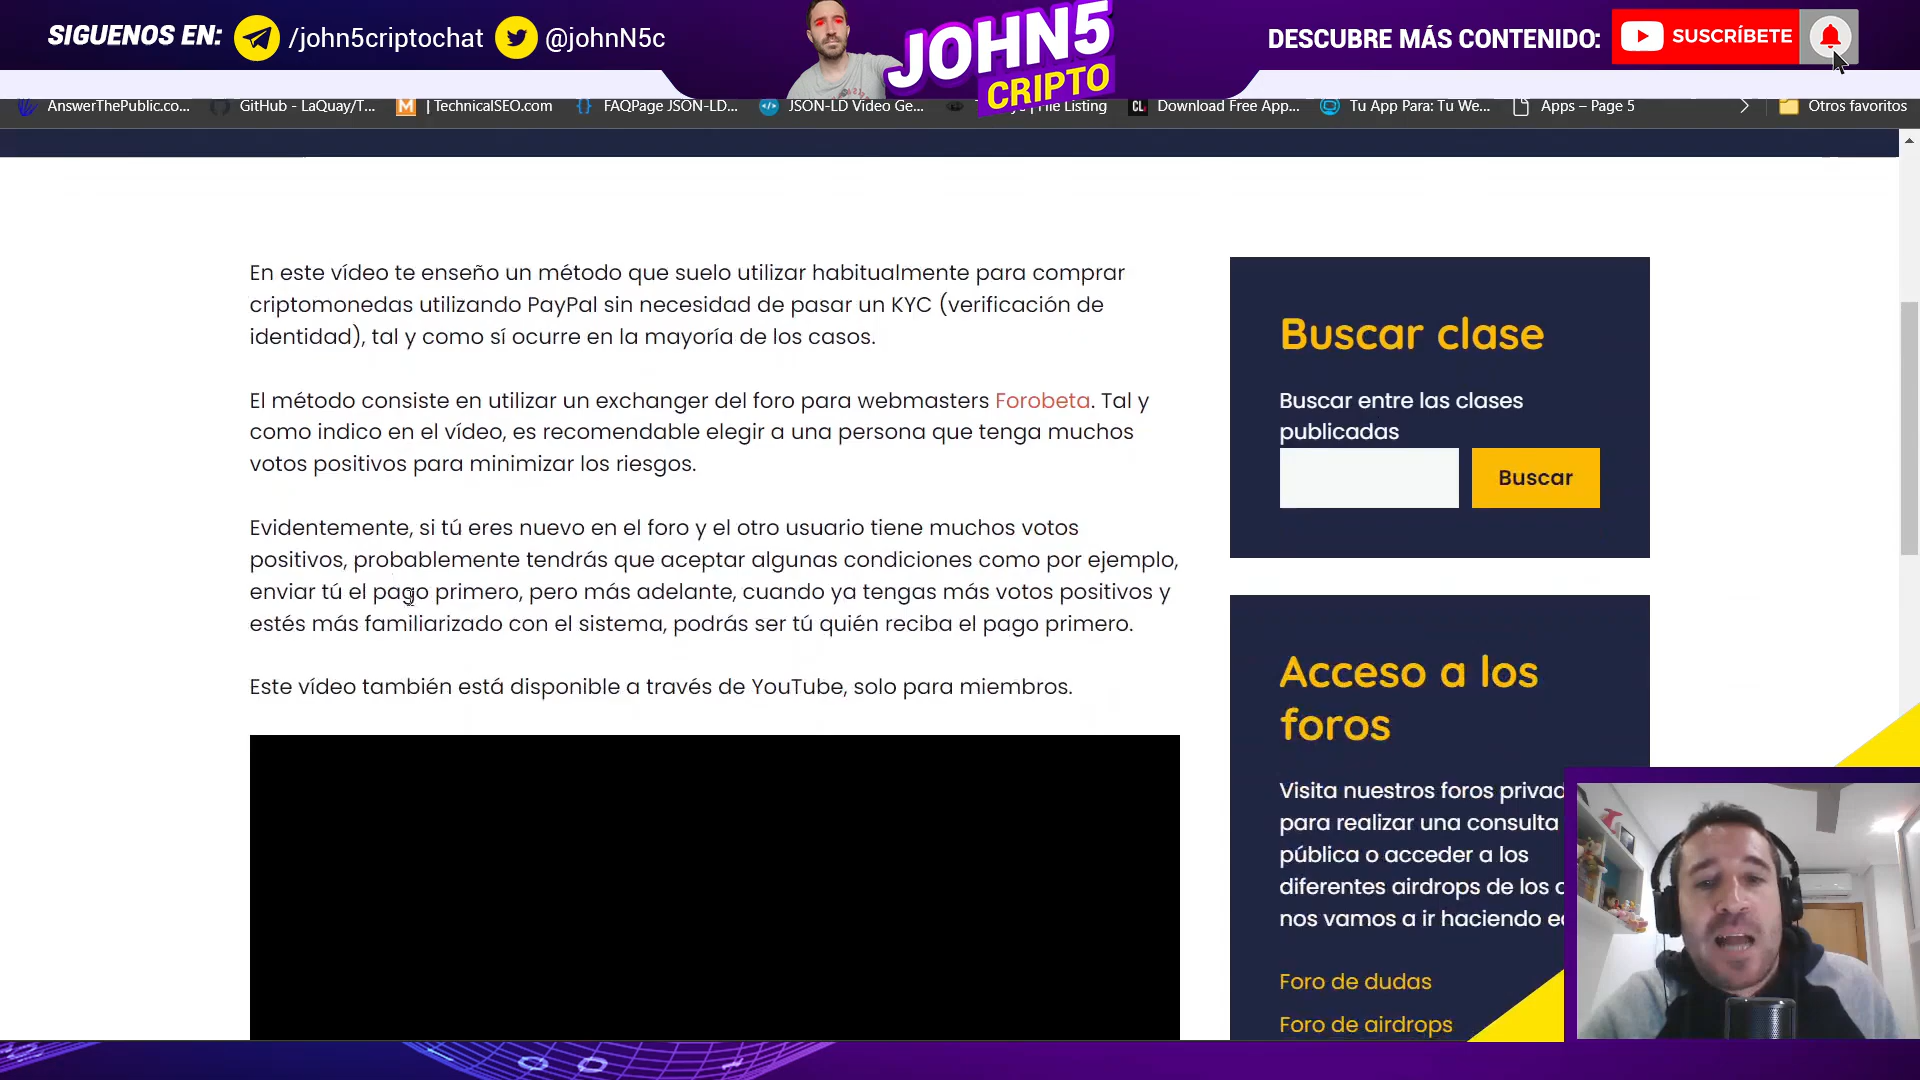 SIGUENOS EN: /john5criptochat @johnN5c
JOHN5
CRIPTO
DESCUBRE MÁS CONTENIDO: SUSCRÍBETE
AnswerThePublic.co... GitHub - LaQuay/T... | TechnicalSEO.com FAQPage JSON-LD... JSON-LD Video Ge... File Listing Download Free App... Tu App Para: Tu We... Apps – Page 5 Otros favoritos
En este vídeo te enseño un método que suelo utilizar habitualmente para comprar
criptomonedas utilizando PayPal sin necesidad de pasar un KYC (verificación de
identidad), tal y como sí ocurre en la mayoría de los casos.
El método consiste en utilizar un exchanger del foro para webmasters Forobeta. Tal y
como indico en el vídeo, es recomendable elegir a una persona que tenga muchos
votos positivos para minimizar los riesgos.
Evidentemente, si tú eres nuevo en el foro y el otro usuario tiene muchos votos
positivos, probablemente tendrás que aceptar algunas condiciones como por ejemplo,
enviar tú el pago primero, pero más adelante, cuando ya tengas más votos positivos y
estés más familiarizado con el sistema, podrás ser tú quién reciba el pago primero.
Este vídeo también está disponible a través de YouTube, solo para miembros.
Buscar clase
Buscar entre las clases
publicadas
Buscar
Acceso a los
foros
Visita nuestros foros privad
para realizar una consulta
pública o acceder a los
diferentes airdrops de los
nos vamos a ir haciendo
Foro de dudas
Foro de airdrops